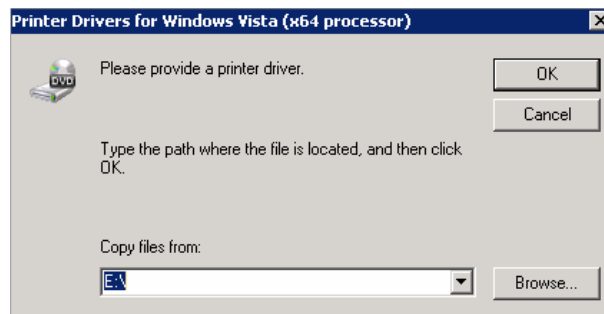 Printer Drivers for Windows Vista (x64 processor)
Please provide a printer driver.
OK
Cancel
Type the path where the file is located, and then click
OK.
Copy files from:
E:\
Browse...
DVD